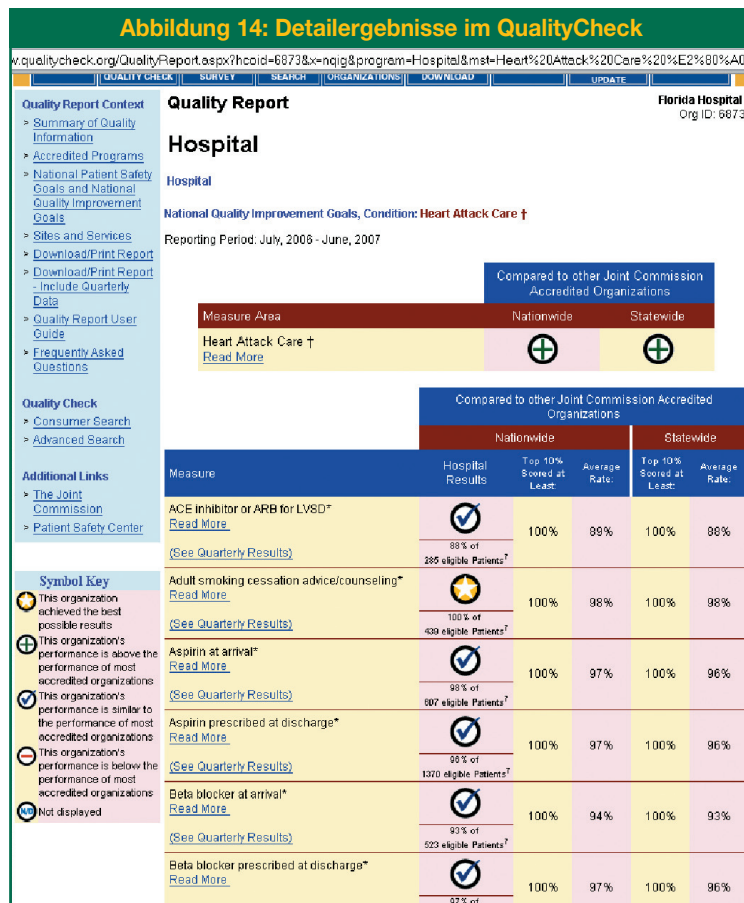 Abbildung 14: Detailergebnisse im QualityCheck
w.qualitycheck.org/QualityReport.aspx?hcoid=6873&x=nqig&program=Hospital&mst=Heart%20Attack%20Care%20%E2%80%A0
QUALITY CHECK SURVEY SEARCH ORGANIZATIONS DOWNLOAD UPDATE
Quality Report Context
> Summary of Quality
Information
> Accredited Programs
> National Patient Safety
Goals and National
Quality Improvement
Goals
> Sites and Services
> Download/Print Report
> Download/Print Report
- Include Quarterly
Data
> Quality Report User
Guide
> Frequently Asked
Questions
Quality Check
> Consumer Search
> Advanced Search
Additional Links
> The Joint
Commission
> Patient Safety Center
Symbol Key
This organization
achieved the best
possible results
This organization's
performance is above the
performance of most
accredited organizations
This organization's
performance is similar to
the performance of most
accredited organizations
This organization's
performance is below the
performance of most
accredited organizations
N/D Not displayed
Quality Report
Florida Hospital
Org ID: 6873
Hospital
Hospital
National Quality Improvement Goals, Condition: Heart Attack Care †
Reporting Period: July, 2006 - June, 2007
Compared to other Joint Commission
Accredited Organizations
Measure Area Nationwide Statewide
Heart Attack Care †
Read More
Compared to other Joint Commission Accredited
Organizations
Nationwide Statewide
Measure
Hospital
Results
Top 10%
Scored at
Least:
Average
Rate:
Top 10%
Scored at
Least:
Average
Rate:
ACE inhibitor or ARB for LVSD*
Read More
(See Quarterly Results)
88% of
285 eligible Patients7
100% 89% 100% 88%
Adult smoking cessation advice/counseling*
Read More
(See Quarterly Results)
100% of
439 eligible Patients7
100% 98% 100% 98%
Aspirin at arrival*
Read More
(See Quarterly Results)
98% of
607 eligible Patients7
100% 97% 100% 96%
Aspirin prescribed at discharge*
Read More
(See Quarterly Results)
96% of
1370 eligible Patients7
100% 97% 100% 96%
Beta blocker at arrival*
Read More
(See Quarterly Results)
93% of
523 eligible Patients7
100% 94% 100% 93%
Beta blocker prescribed at discharge*
Read More
97% of
100% 97% 100% 96%